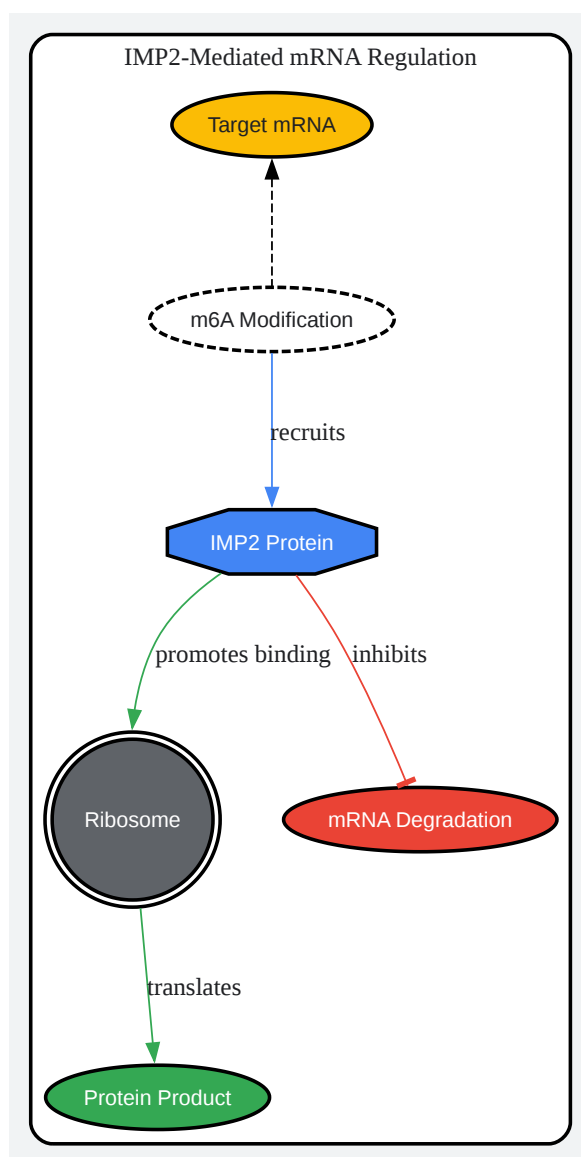 IMP2-Mediated mRNA Regulation
Target mRNA
m6A Modification
recruits
IMP2 Protein
promotes binding
inhibits
Ribosome
mRNA Degradation
translates
Protein Product